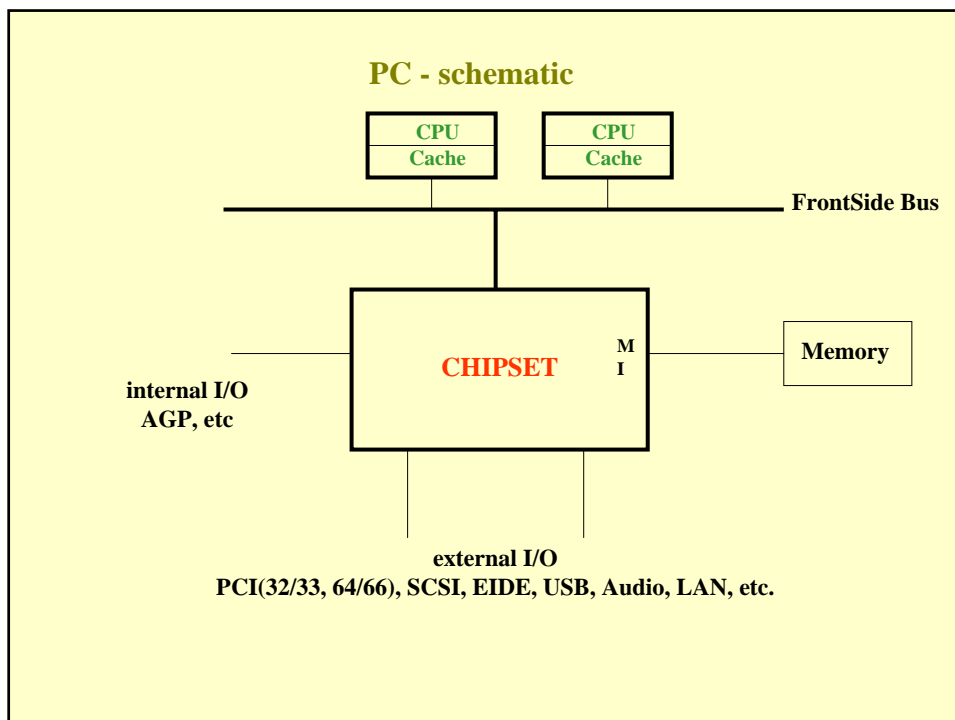 PC - schematic
CPU
Cache
CPU
Cache
FrontSide Bus
CHIPSET
M
I
Memory
internal I/O
AGP, etc
external I/O
PCI(32/33, 64/66), SCSI, EIDE, USB, Audio, LAN, etc.